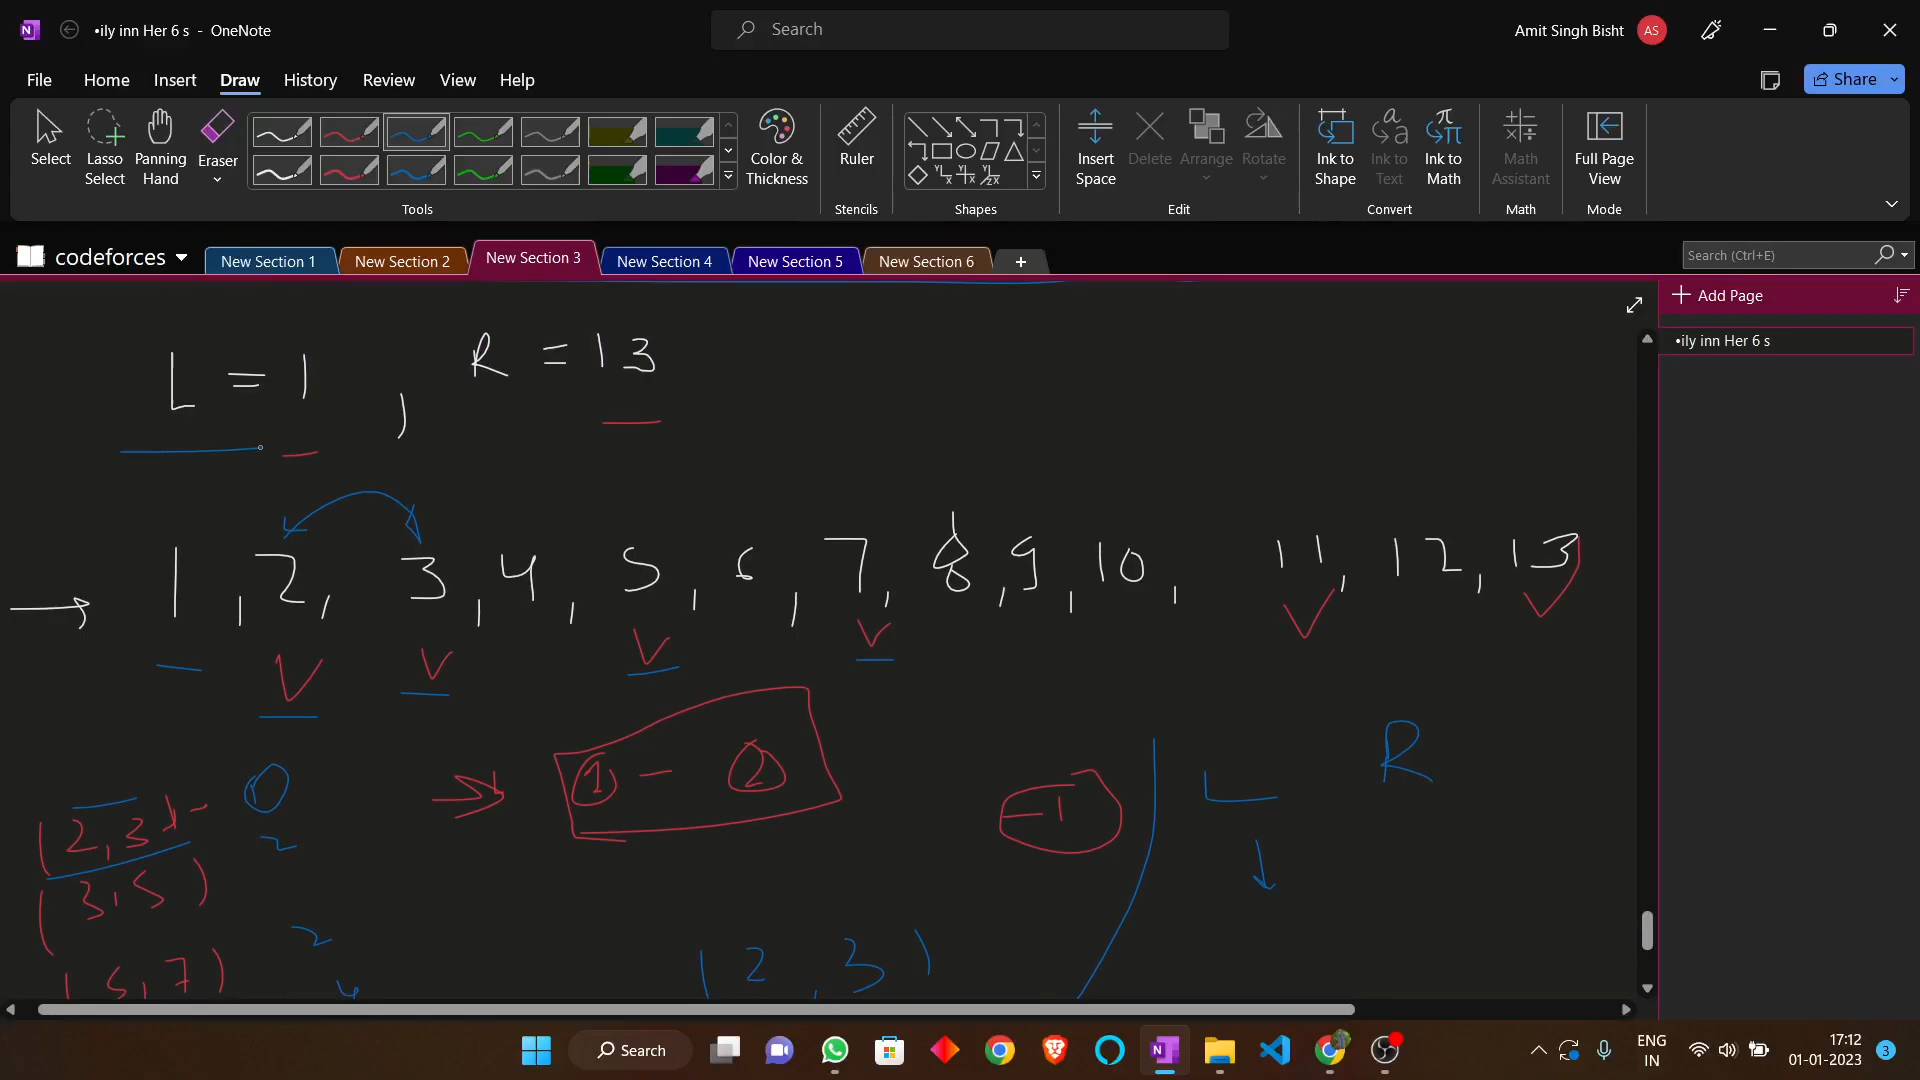 •ily inn Her 6 s - OneNote
Search
Amit Singh Bisht
AS
File Home Insert Draw History Review View Help
Share
Select
Lasso Select
Panning Hand
Eraser
Color & Thickness
Ruler
Insert Space
Delete
Arrange
Rotate
Ink to Shape
Ink to Text
Ink to Math
Math Assistant
Full Page View
Tools Stencils Shapes Edit Convert Math Mode
codeforces New Section 1 New Section 2 New Section 3 New Section 4 New Section 5 New Section 6 +
Search (Ctrl+E)
Add Page
•ily inn Her 6 s
L = 1 , R = 13
1, 2, 3, 4, 5, 6, 7, 8, 9, 10, 11, 12, 13
1 - 2
-1
L R
(2,3)-
(3,5)
(5,7)
2
2
4
(2, 3)
Search
ENG
IN
17:12
01-01-2023
3